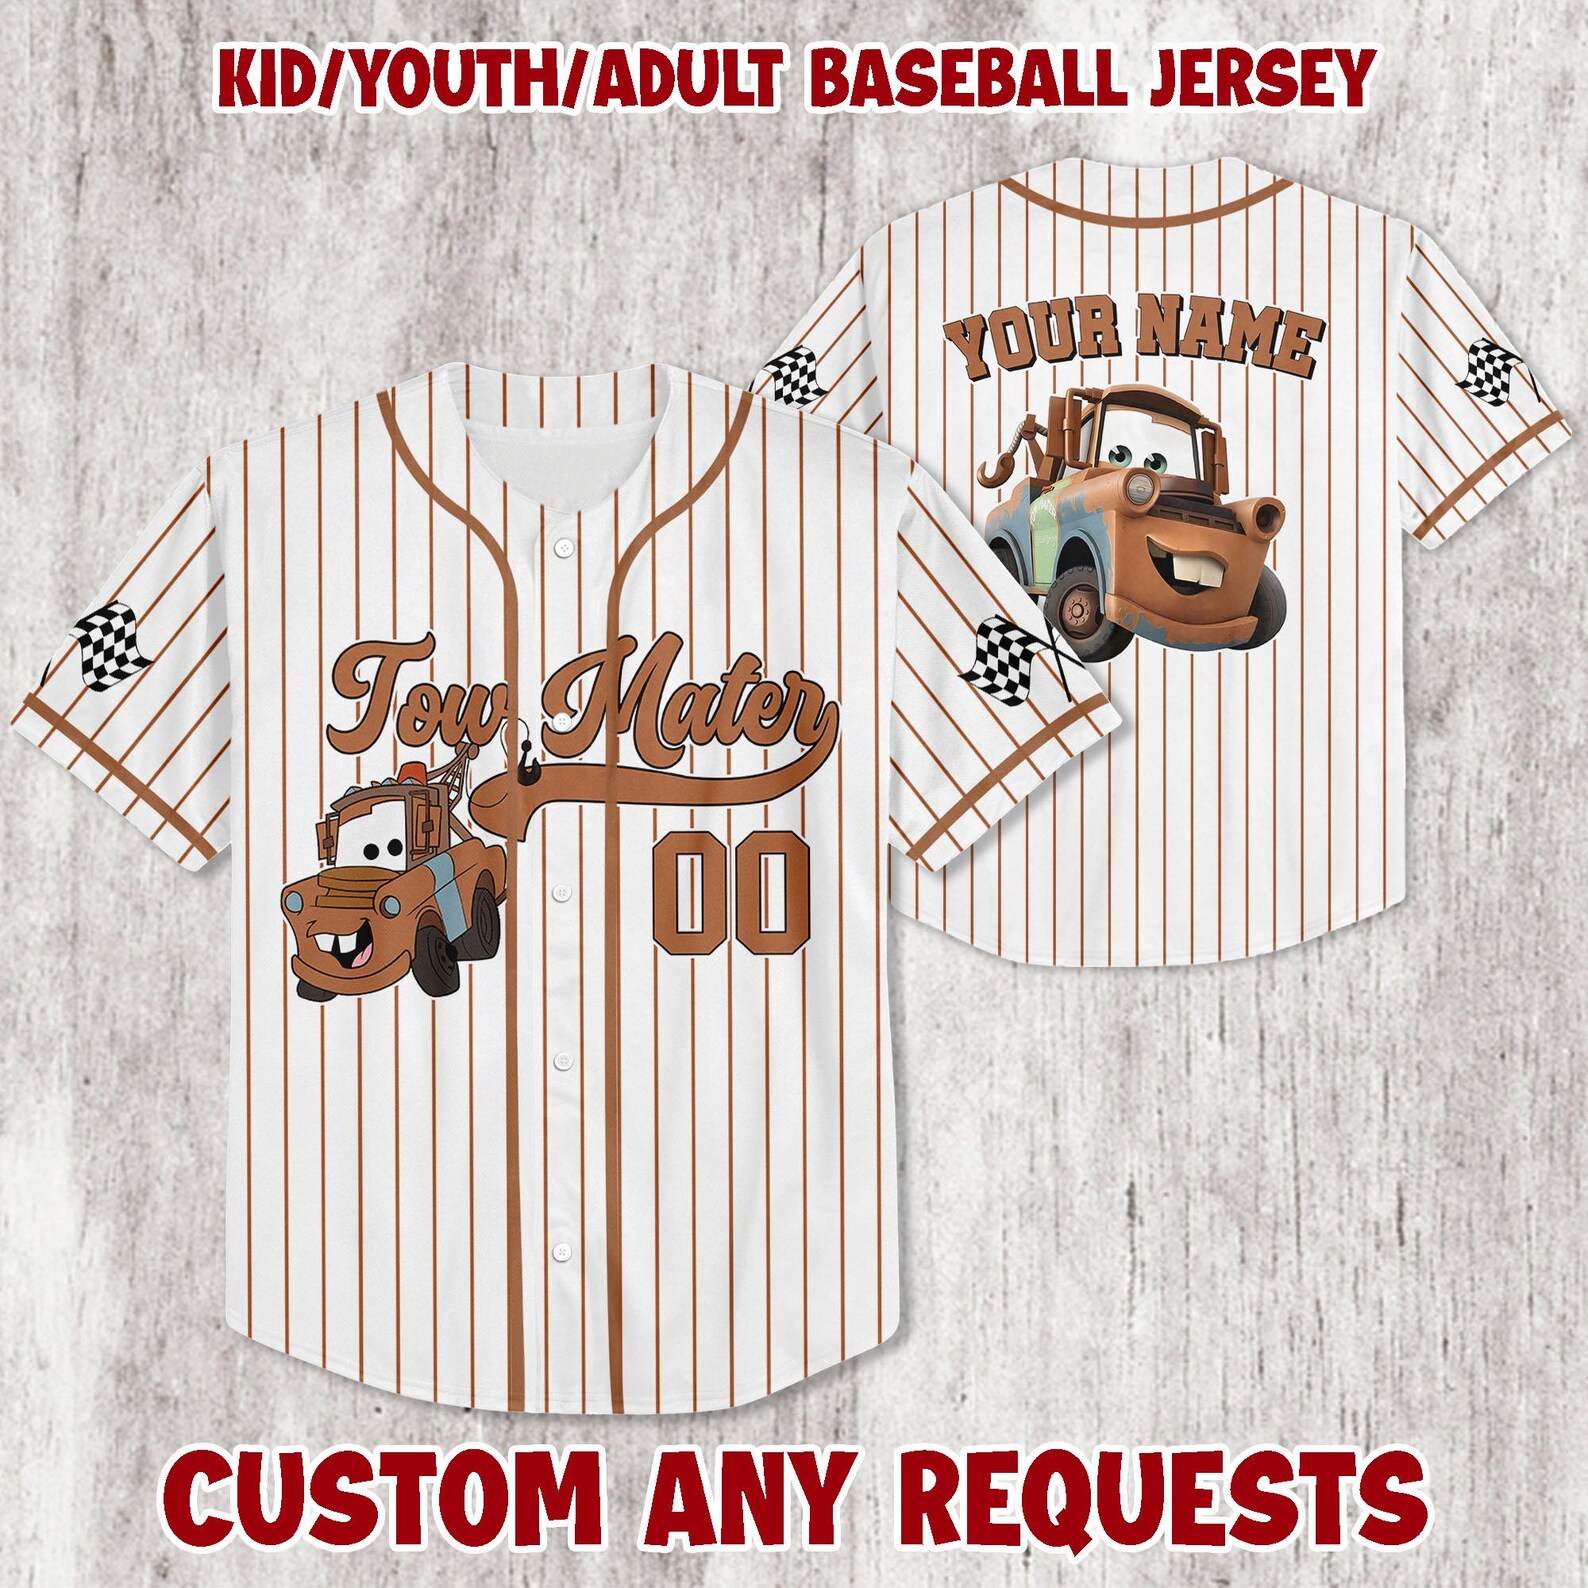 KID/YOUTH/ADULT BASEBALL JERSEY
YOUR NAME
Tow Mater
00
CUSTOM ANY REQUESTS